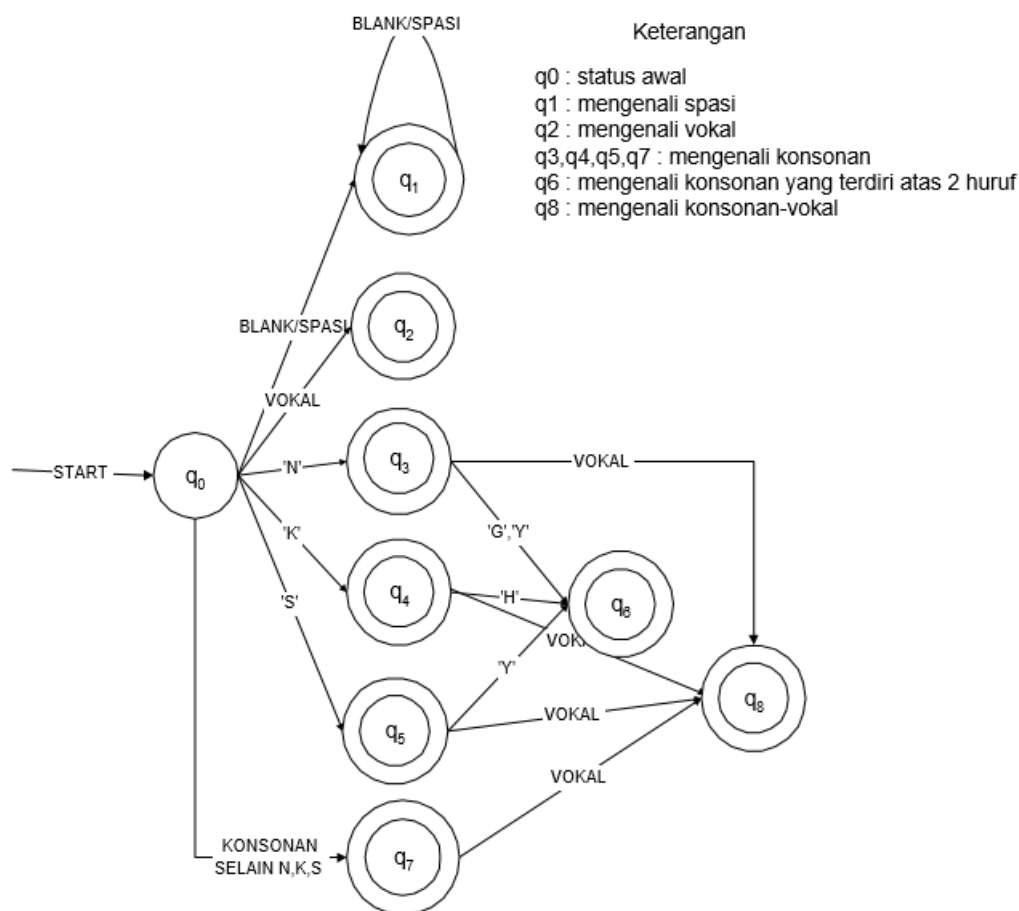 BLANK/SPASI
Keterangan
q0 : status awal
q1 : mengenali spasi
q2 : mengenali vokal
q3,q4,q5,q7 : mengenali konsonan
q6 : mengenali konsonan yang terdiri atas 2 huruf
q8 : mengenali konsonan-vokal
q1
BLANK/SPASI
q2
VOKAL
START
q0
'N'
q3
VOKAL
'G','Y'
'K'
q4
'H'
q6
'S'
VOKAL
'Y'
q5
VOKAL
q8
VOKAL
KONSONAN
SELAIN N,K,S
q7